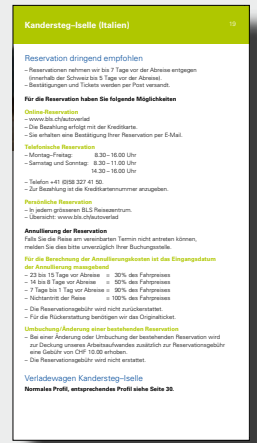 Kandersteg–Iselle (Italien) 19
Reservation dringend empfohlen
– Reservationen nehmen wir bis 7 Tage vor der Abreise entgegen
(innerhalb der Schweiz bis 5 Tage vor der Abreise).
– Bestätigungen und Tickets werden per Post versandt.
Für die Reservation haben Sie folgende Möglichkeiten
Online-Reservation
– www.bls.ch/autoverlad
– Die Bezahlung erfolgt mit der Kreditkarte.
– Sie erhalten eine Bestätigung Ihrer Reservation per E-Mail.
Telefonische Reservation
– Montag–Freitag: 8.30–16.00 Uhr
– Samstag und Sonntag: 8.30–11.00 Uhr
14.30–16.00 Uhr
– Telefon +41 (0)58 327 41 50.
– Zur Bezahlung ist die Kreditkartennummer anzugeben.
Persönliche Reservation
– In jedem grösseren BLS Reisezentrum.
– Übersicht: www.bls.ch/autoverlad
Annullierung der Reservation
Falls Sie die Reise am vereinbarten Termin nicht antreten können,
melden Sie dies bitte unverzüglich Ihrer Buchungsstelle.
Für die Berechnung der Annullierungskosten ist das Eingangsdatum
der Annullierung massgebend
– 23 bis 15 Tage vor Abreise = 30% des Fahrpreises
– 14 bis 8 Tage vor Abreise = 50% des Fahrpreises
– 7 Tage bis 1 Tag vor Abreise = 90% des Fahrpreises
– Nichtantritt der Reise = 100% des Fahrpreises
– Die Reservationsgebühr wird nicht zurückerstattet.
– Für die Rückerstattung benötigen wir das Originalticket.
Umbuchung/Änderung einer bestehenden Reservation
– Bei einer Änderung oder Umbuchung der bestehenden Reservation wird
zur Deckung unseres Arbeitsaufwandes zusätzlich zur Reservationsgebühr
eine Gebühr von CHF 10.00 erhoben.
– Die Reservationsgebühr wird nicht erstattet.
Verladewagen Kandersteg–Iselle
Normales Profil, entsprechendes Profil siehe Seite 30.